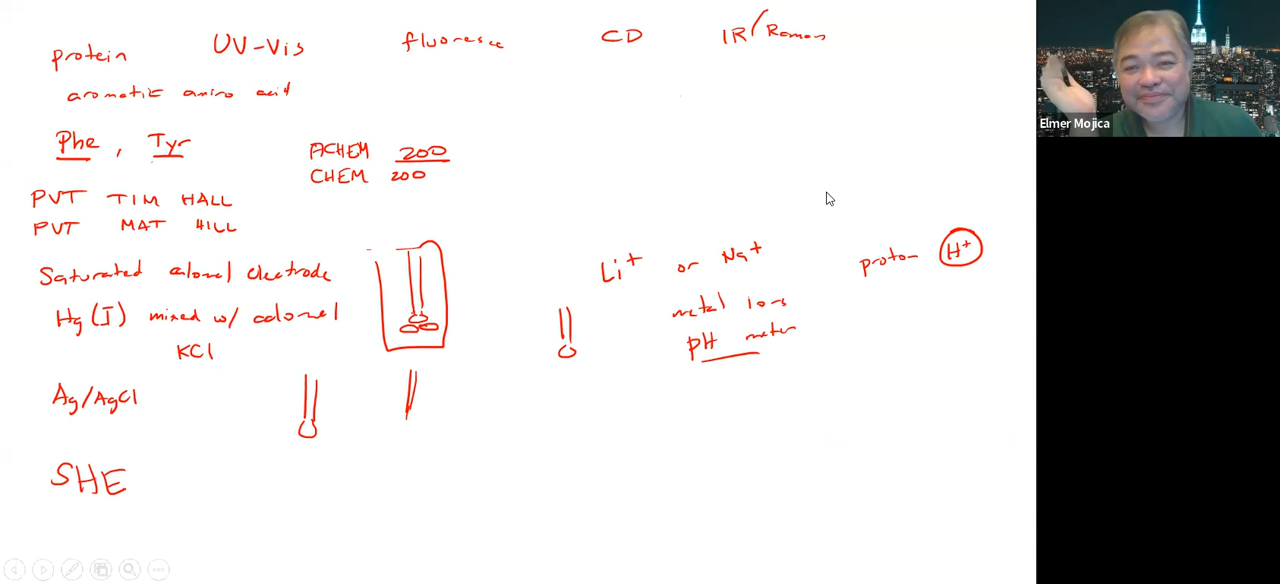 protein UV-Vis fluoresce CD IR/Raman
aromatic amino acid
Phe, Tyr
ACHEM 200
CHEM 200
PVT TIM HALL
PVT MAT HILL
Saturated calomel electrode
Hg(I) mixed w/ calomel
KCl
Ag/AgCl
SHE
Li+ or Na+
metal ions
pH meter
proton H+
Elmer Mojica